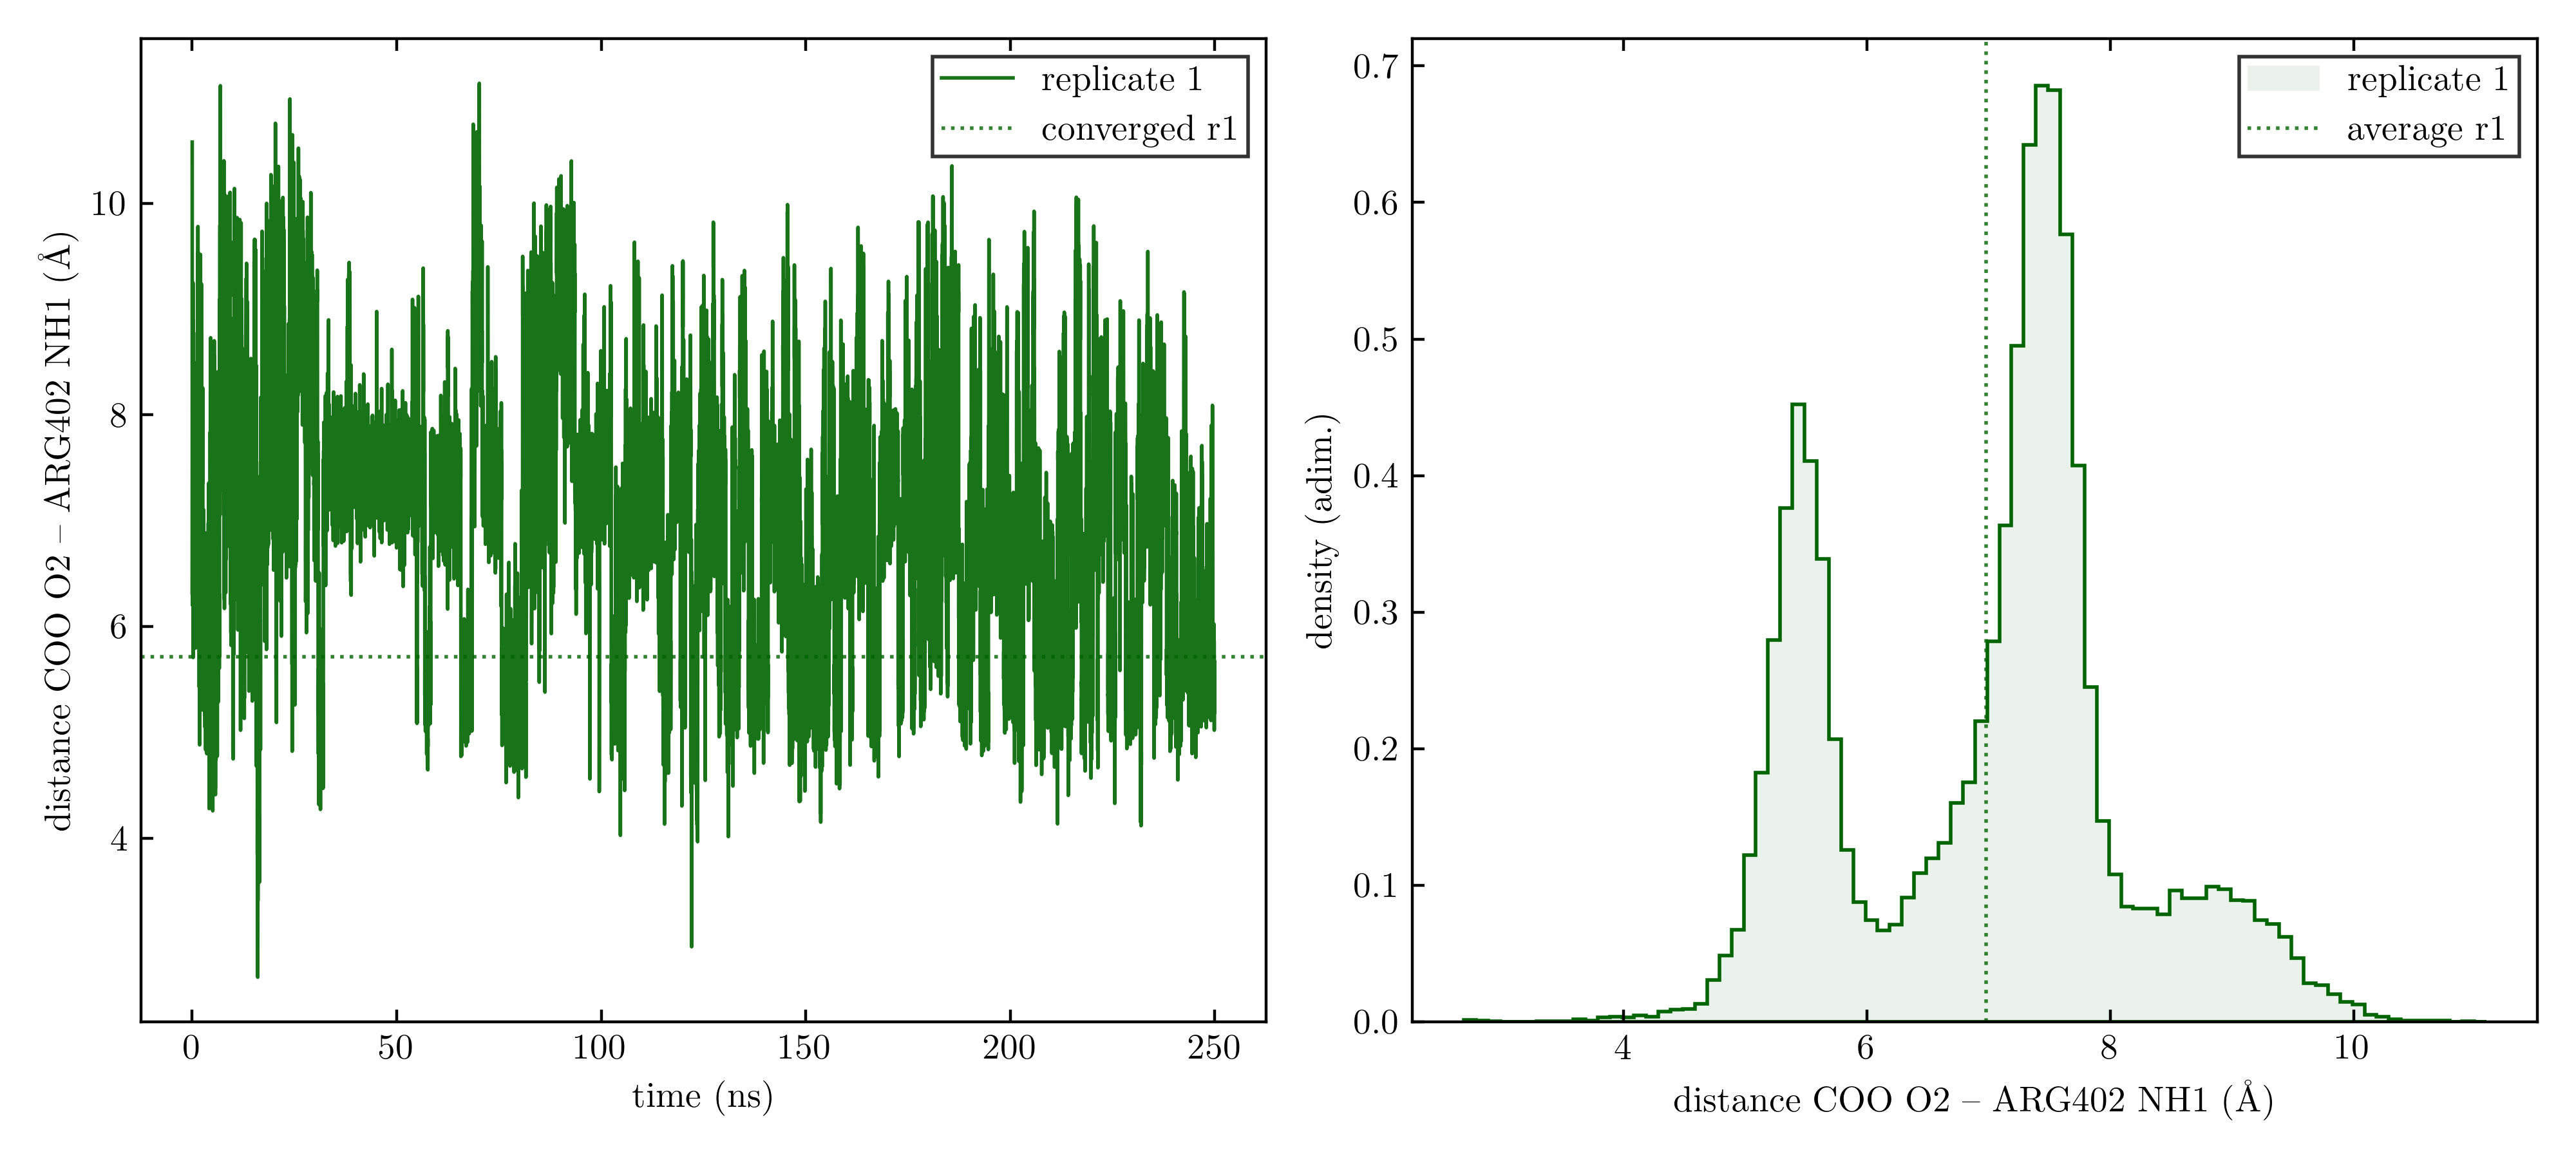 replicate 1
converged r1
10
8
6
4
distance COO O2 – ARG402 NH1 (Å)
0 50 100 150 200 250
time (ns)
replicate 1
average r1
0.7
0.6
0.5
0.4
0.3
0.2
0.1
0.0
density (adim.)
4 6 8 10
distance COO O2 – ARG402 NH1 (Å)